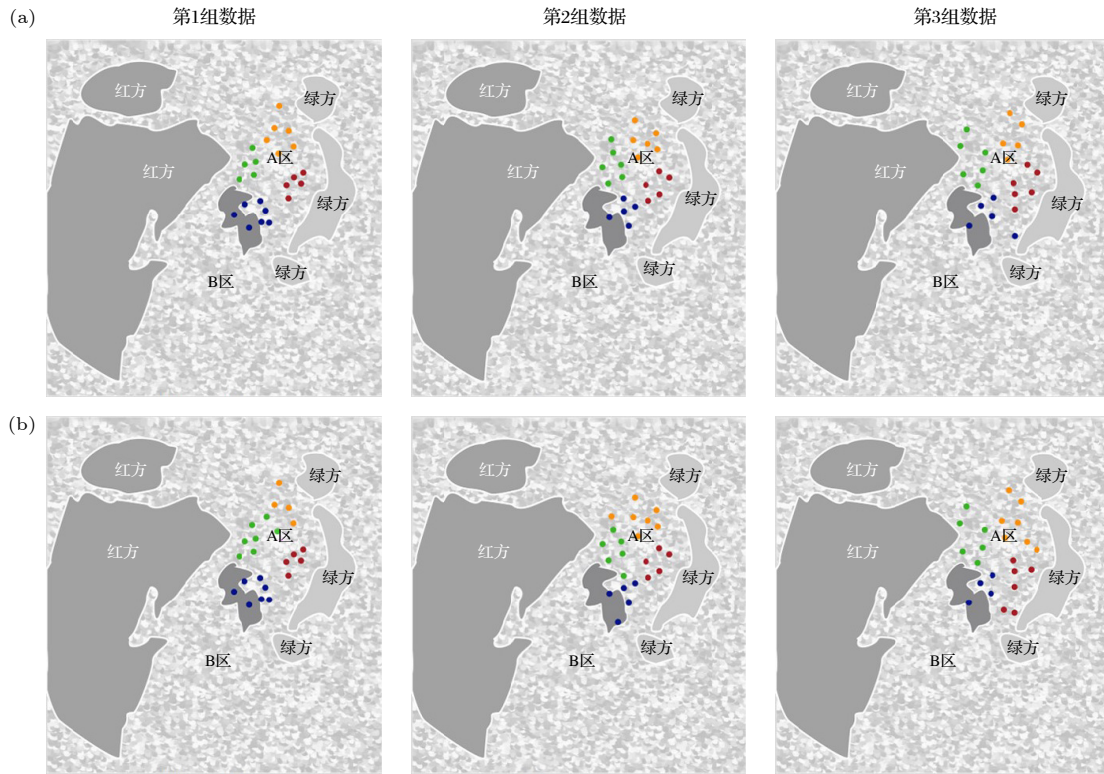 (a) 第1组数据 第2组数据 第3组数据
红方 绿方 红方 绿方 红方 绿方
A区 A区 A区
红方 红方 红方
绿方 绿方 绿方
绿方 绿方 绿方
B区 B区 B区
(b)
红方 绿方 红方 绿方 红方 绿方
A区 A区 A区
红方 红方 红方
绿方 绿方 绿方
绿方 绿方 绿方
B区 B区 B区